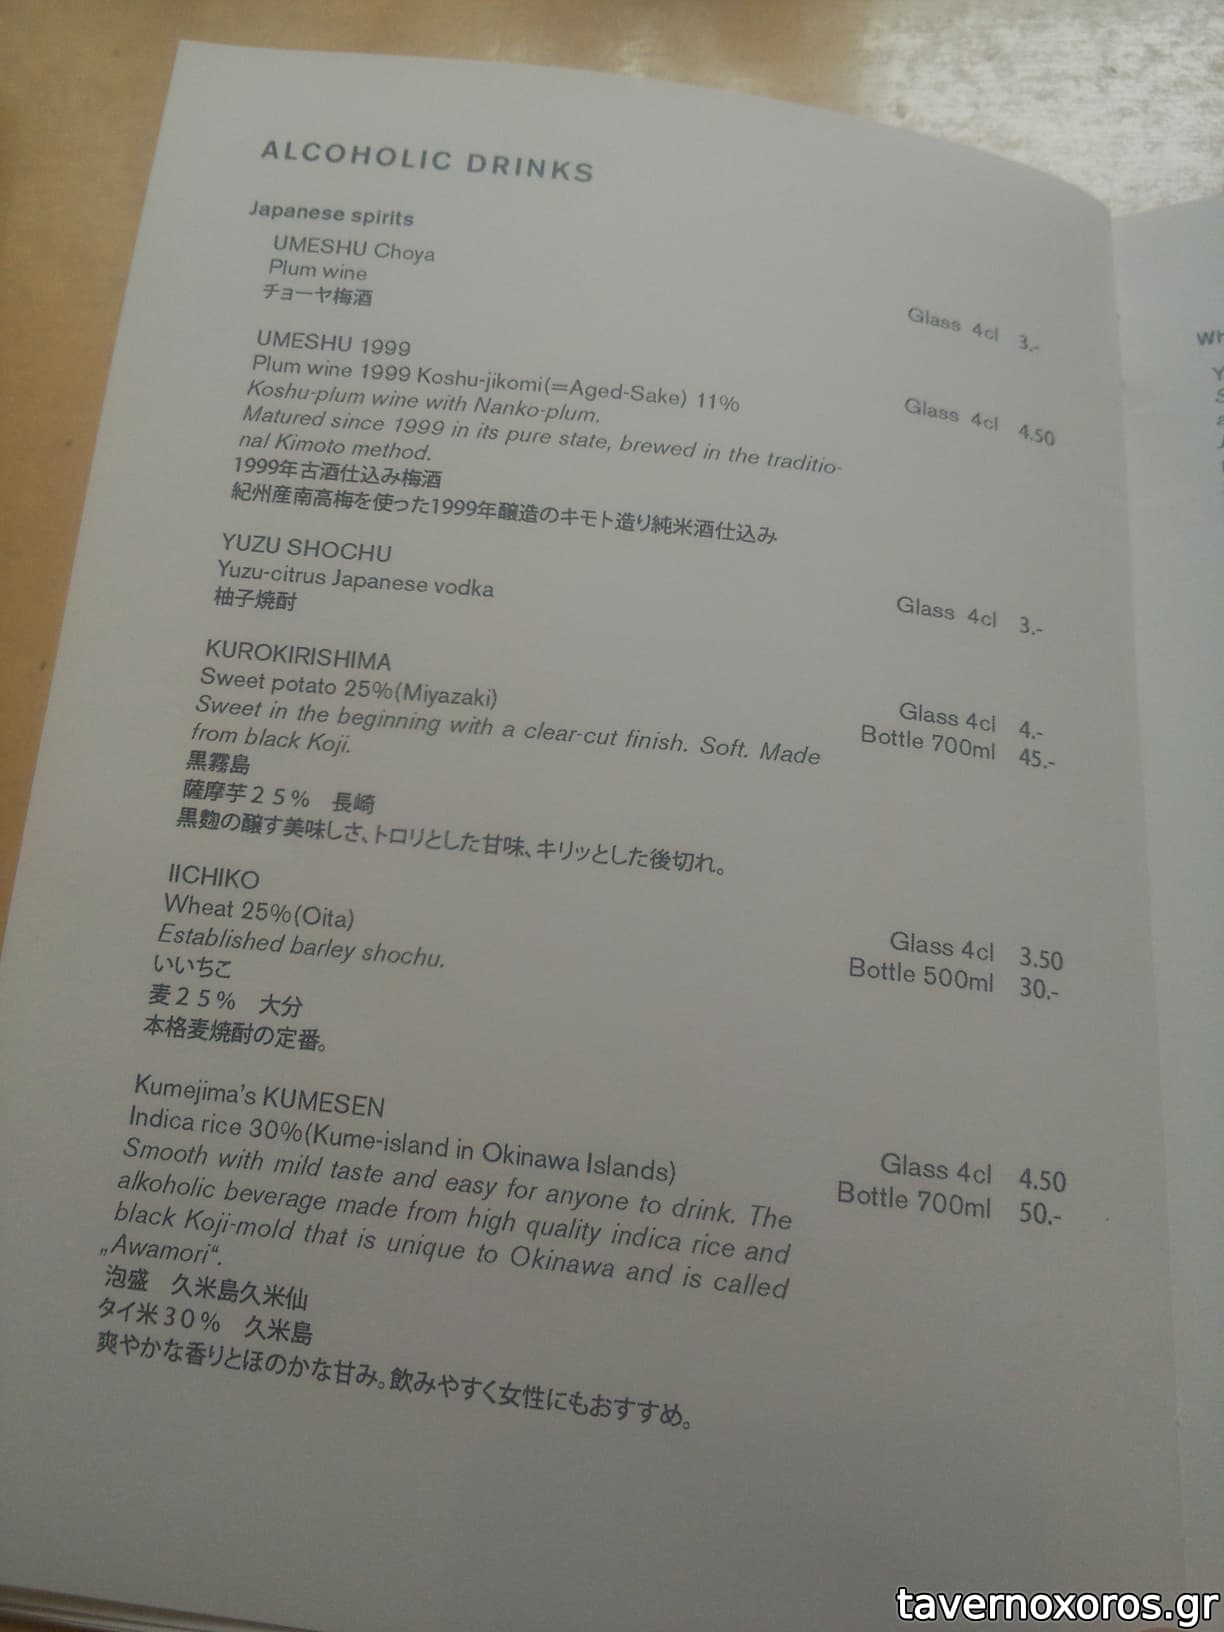 ALCOHOLIC DRINKS
Japanese spirits
UMESHU Choya
Plum wine
チョーヤ梅酒
Glass 4cl 3.-
UMESHU 1999
Plum wine 1999 Koshu-jikomi(=Aged-Sake) 11%
Glass 4cl 4.50
Koshu-plum wine with Nanko-plum.
Matured since 1999 in its pure state, brewed in the traditio-
nal Kimoto method.
1999年古酒仕込み梅酒
紀州産南高梅を使った1999年醸造のキモト造り純米酒仕込み
YUZU SHOCHU
Yuzu-citrus Japanese vodka
Glass 4cl 3.-
柚子焼酎
KUROKIRISHIMA
Sweet potato 25%(Miyazaki)
Glass 4cl 4.-
Bottle 700ml 45.-
Sweet in the beginning with a clear-cut finish. Soft. Made
from black Koji.
黒霧島
薩摩芋25% 長崎
黒麹の醸す美味しさ、トロリとした甘味、キリッとした後切れ。
IICHIKO
Wheat 25%(Oita)
Glass 4cl 3.50
Bottle 500ml 30.-
Established barley shochu.
いいちこ
麦25% 大分
本格麦焼酎の定番。
Kumejima's KUMESEN
Indica rice 30%(Kume-island in Okinawa Islands)
Glass 4cl 4.50
Bottle 700ml 50.-
Smooth with mild taste and easy for anyone to drink. The
alkoholic beverage made from high quality indica rice and
black Koji-mold that is unique to Okinawa and is called
„Awamori“.
泡盛 久米島久米仙
タイ米30% 久米島
爽やかな香りとほのかな甘み。飲みやすく女性にもおすすめ。
tavernoxoros.gr